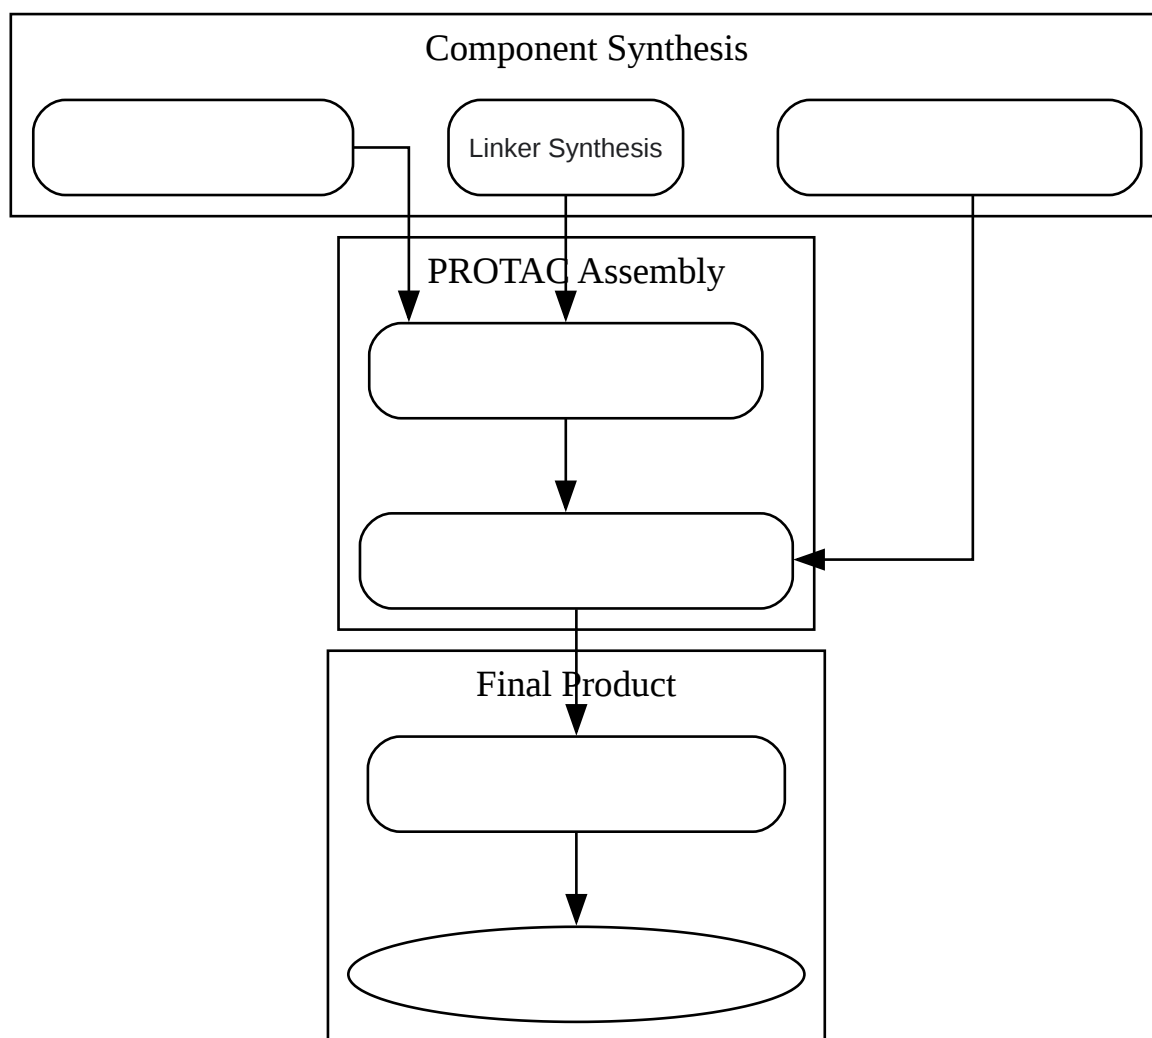 Component Synthesis
Linker Synthesis
PROTAC Assembly
Final Product